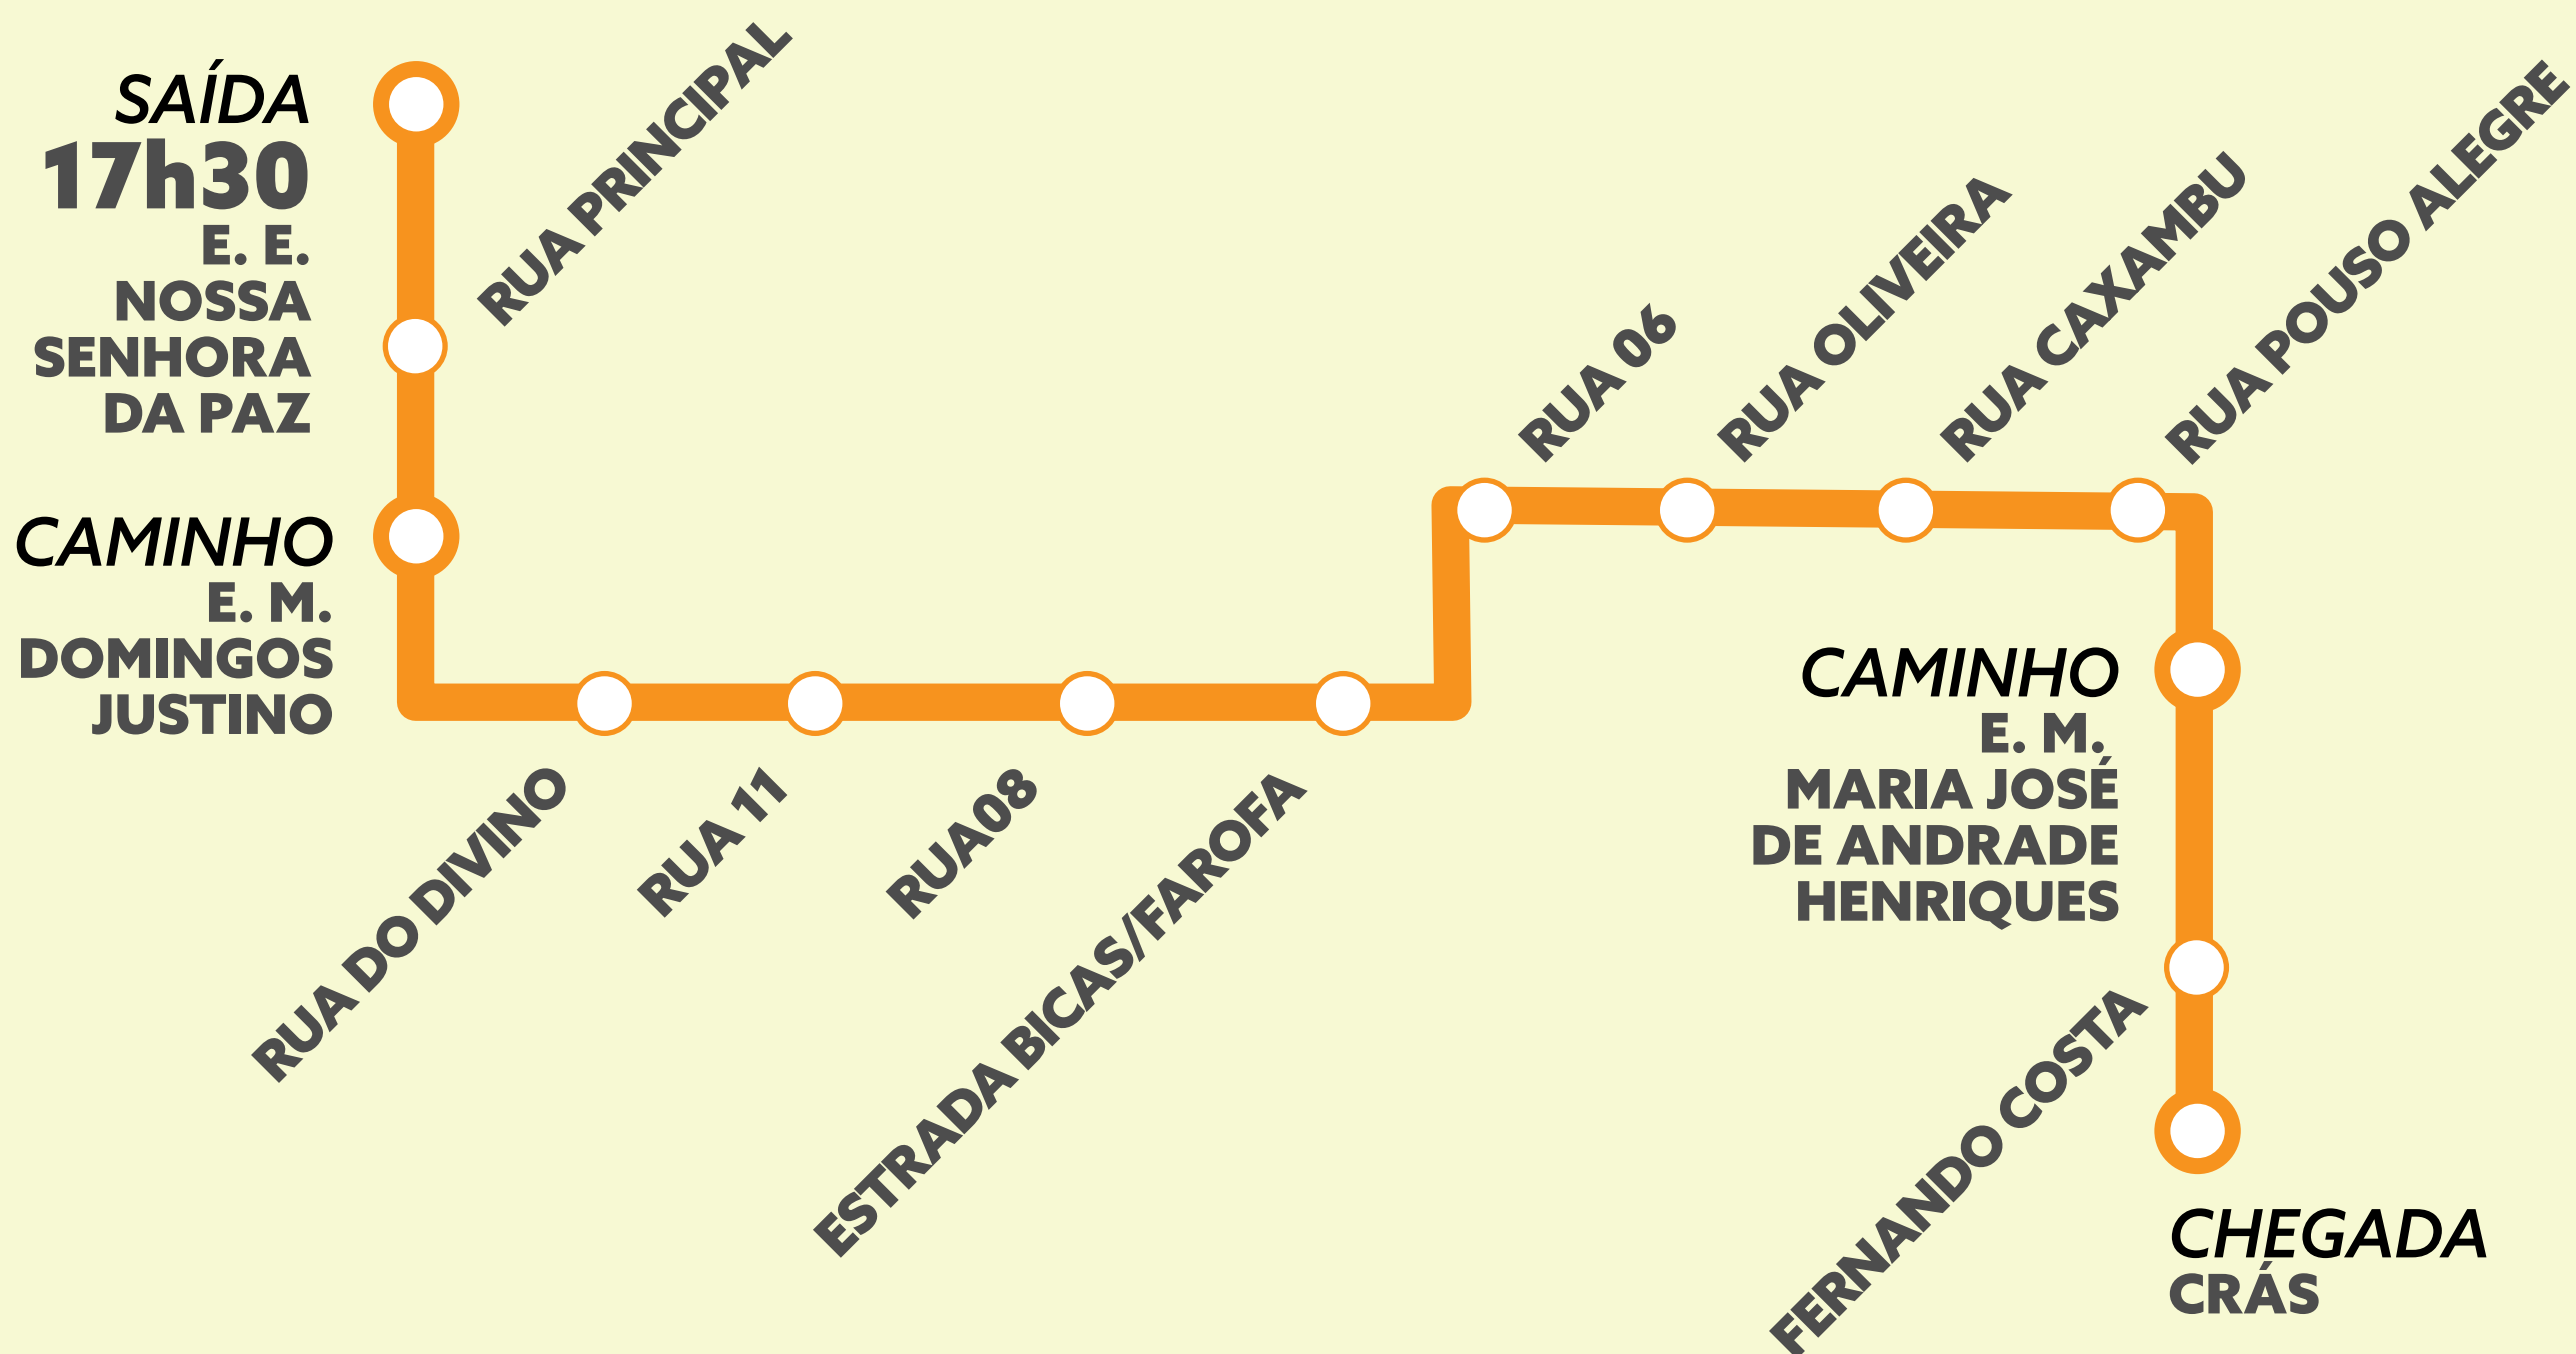 SAÍDA
17h30
E. E.
NOSSA
SENHORA
DA PAZ
RUA PRINCIPAL
CAMINHO
E. M.
DOMINGOS
JUSTINO
RUA DO DIVINO
RUA 11
RUA08
ESTRADA BICAS/FAROFA
RUA 06
RUA OLIVEIRA
RUA CAXAMBU
RUA POUSO ALEGRE
CAMINHO
E. M.
MARIA JOSÉ
DE ANDRADE
HENRIQUES
FERNANDO COSTA
CHEGADA
CRÁS